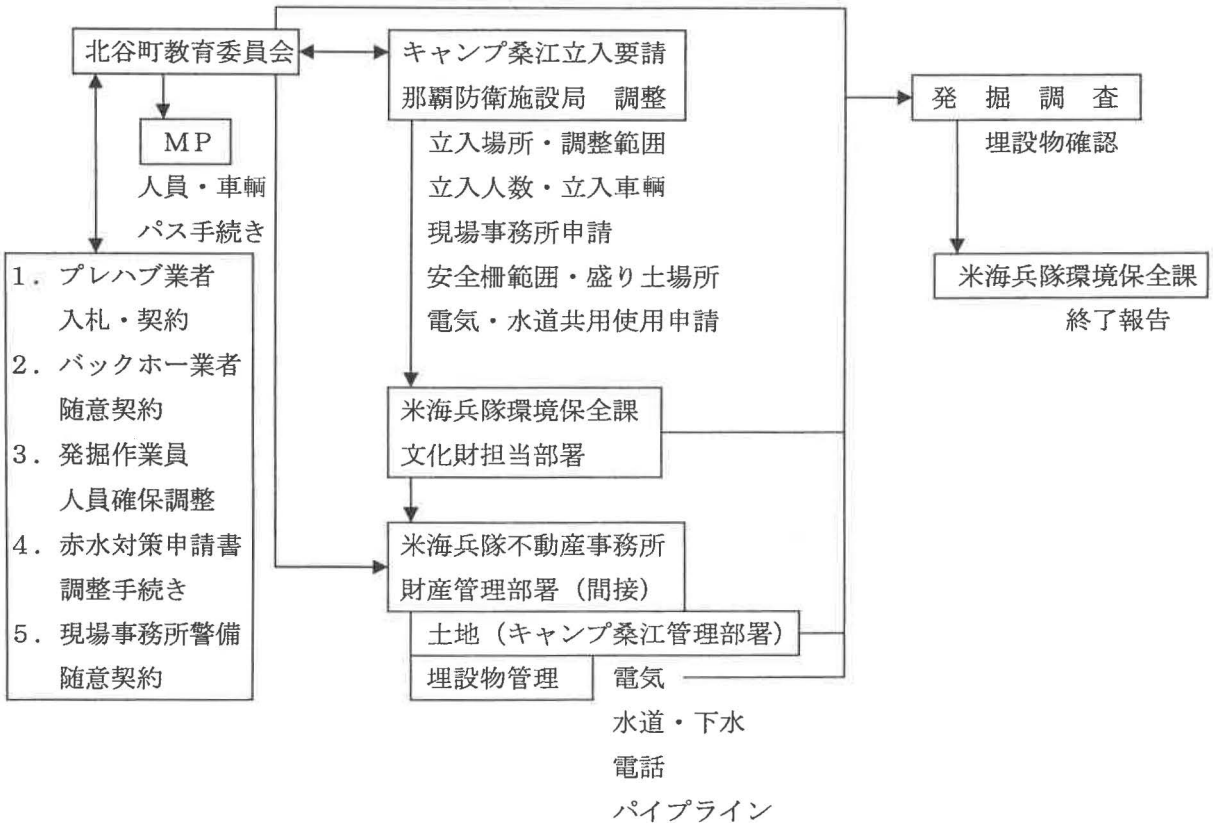 北谷町教育委員会
MP
人員・車輌
パス手続き
1．プレハブ業者
入札・契約
2．バックホー業者
随意契約
3．発掘作業員
人員確保調整
4．赤水対策申請書
調整手続き
5．現場事務所警備
随意契約
キャンプ桑江立入要請
那覇防衛施設局　調整
立入場所・調整範囲
立入人数・立入車輌
現場事務所申請
安全柵範囲・盛り土場所
電気・水道共用使用申請
米海兵隊環境保全課
文化財担当部署
米海兵隊不動産事務所
財産管理部署（間接）
土地（キャンプ桑江管理部署）
埋設物管理
電気
水道・下水
電話
パイプライン
発　掘　調　査
埋設物確認
米海兵隊環境保全課
終了報告